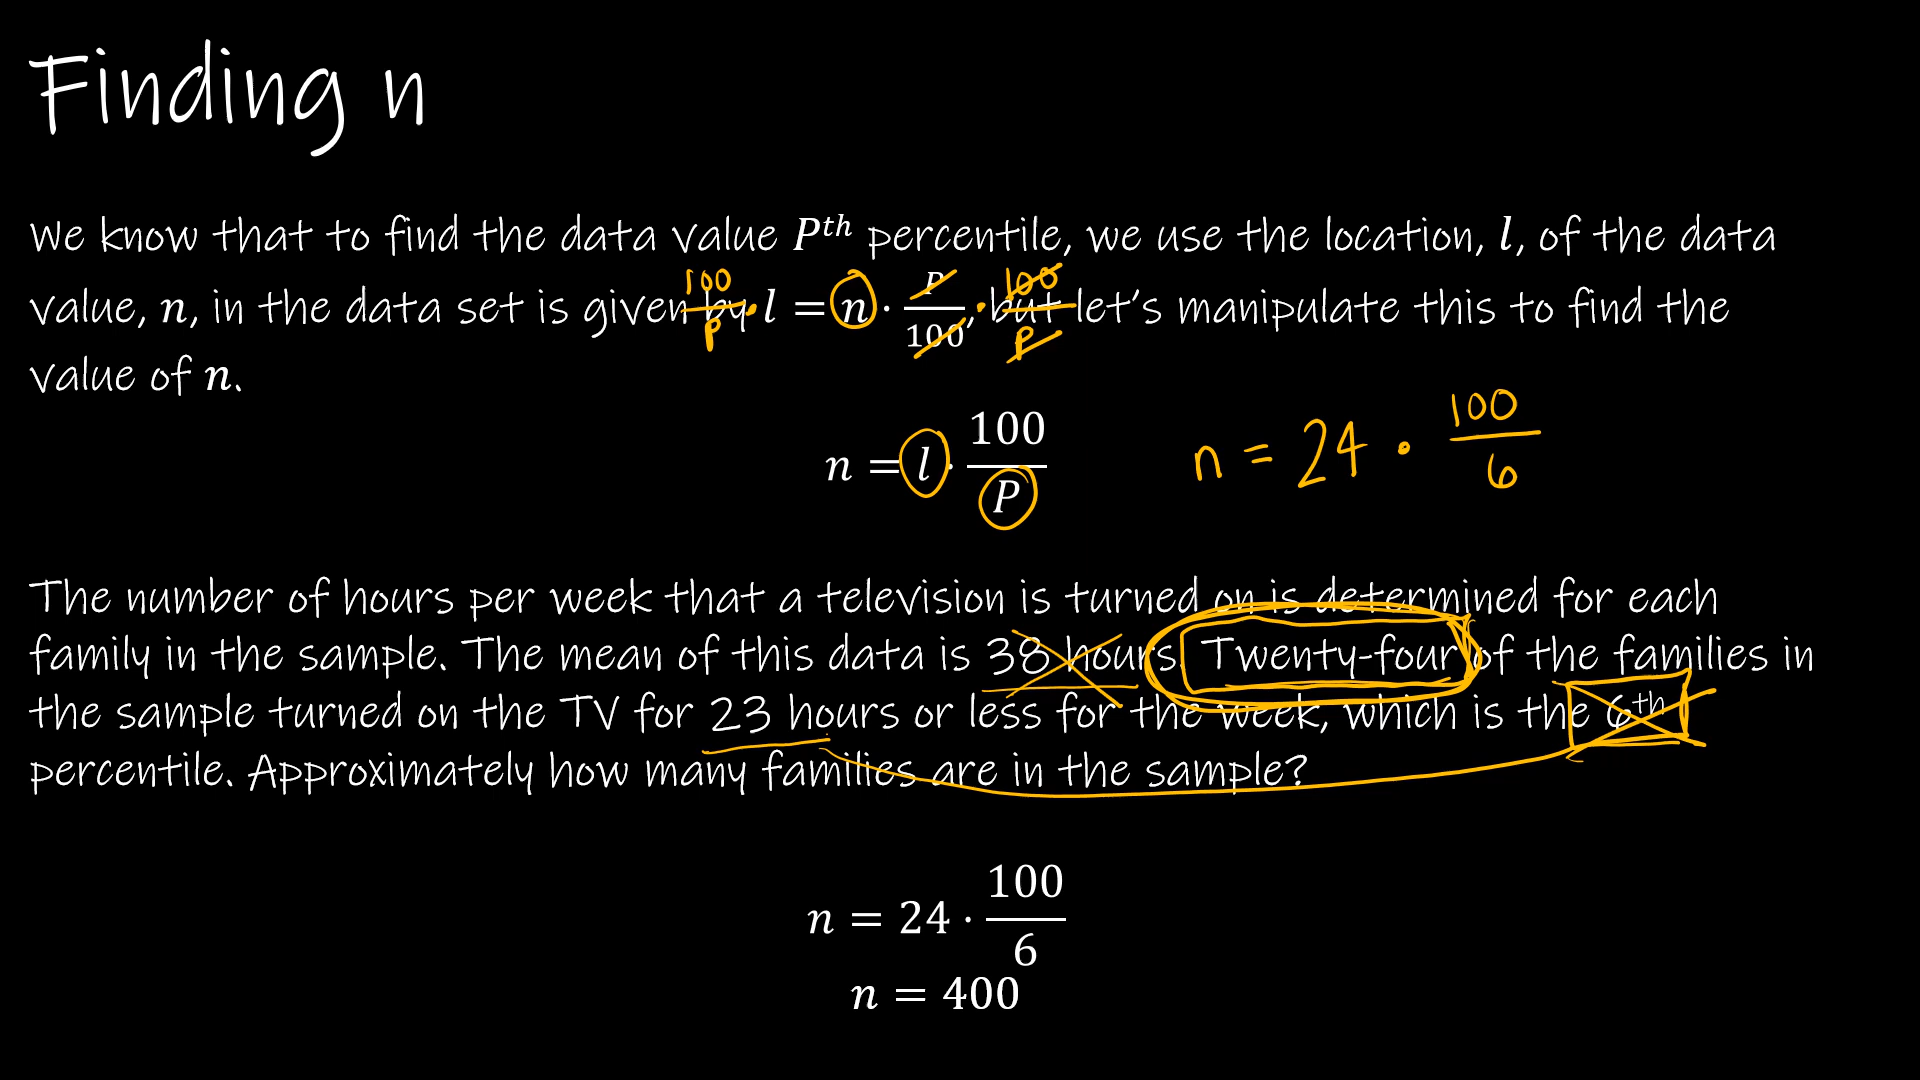 Finding n
We know that to find the data value P^th percentile, we use the location, l, of the data
100 100
value, n, in the data set is given by · l = n · P/100, · but let's manipulate this to find the
P P
value of n.
n = l · 100/P n = 24 · 100/6
The number of hours per week that a television is turned on is determined for each
family in the sample. The mean of this data is 38 hours. Twenty-four of the families in
the sample turned on the TV for 23 hours or less for the week, which is the 6th
percentile. Approximately how many families are in the sample?
n = 24 · 100/6
n = 400